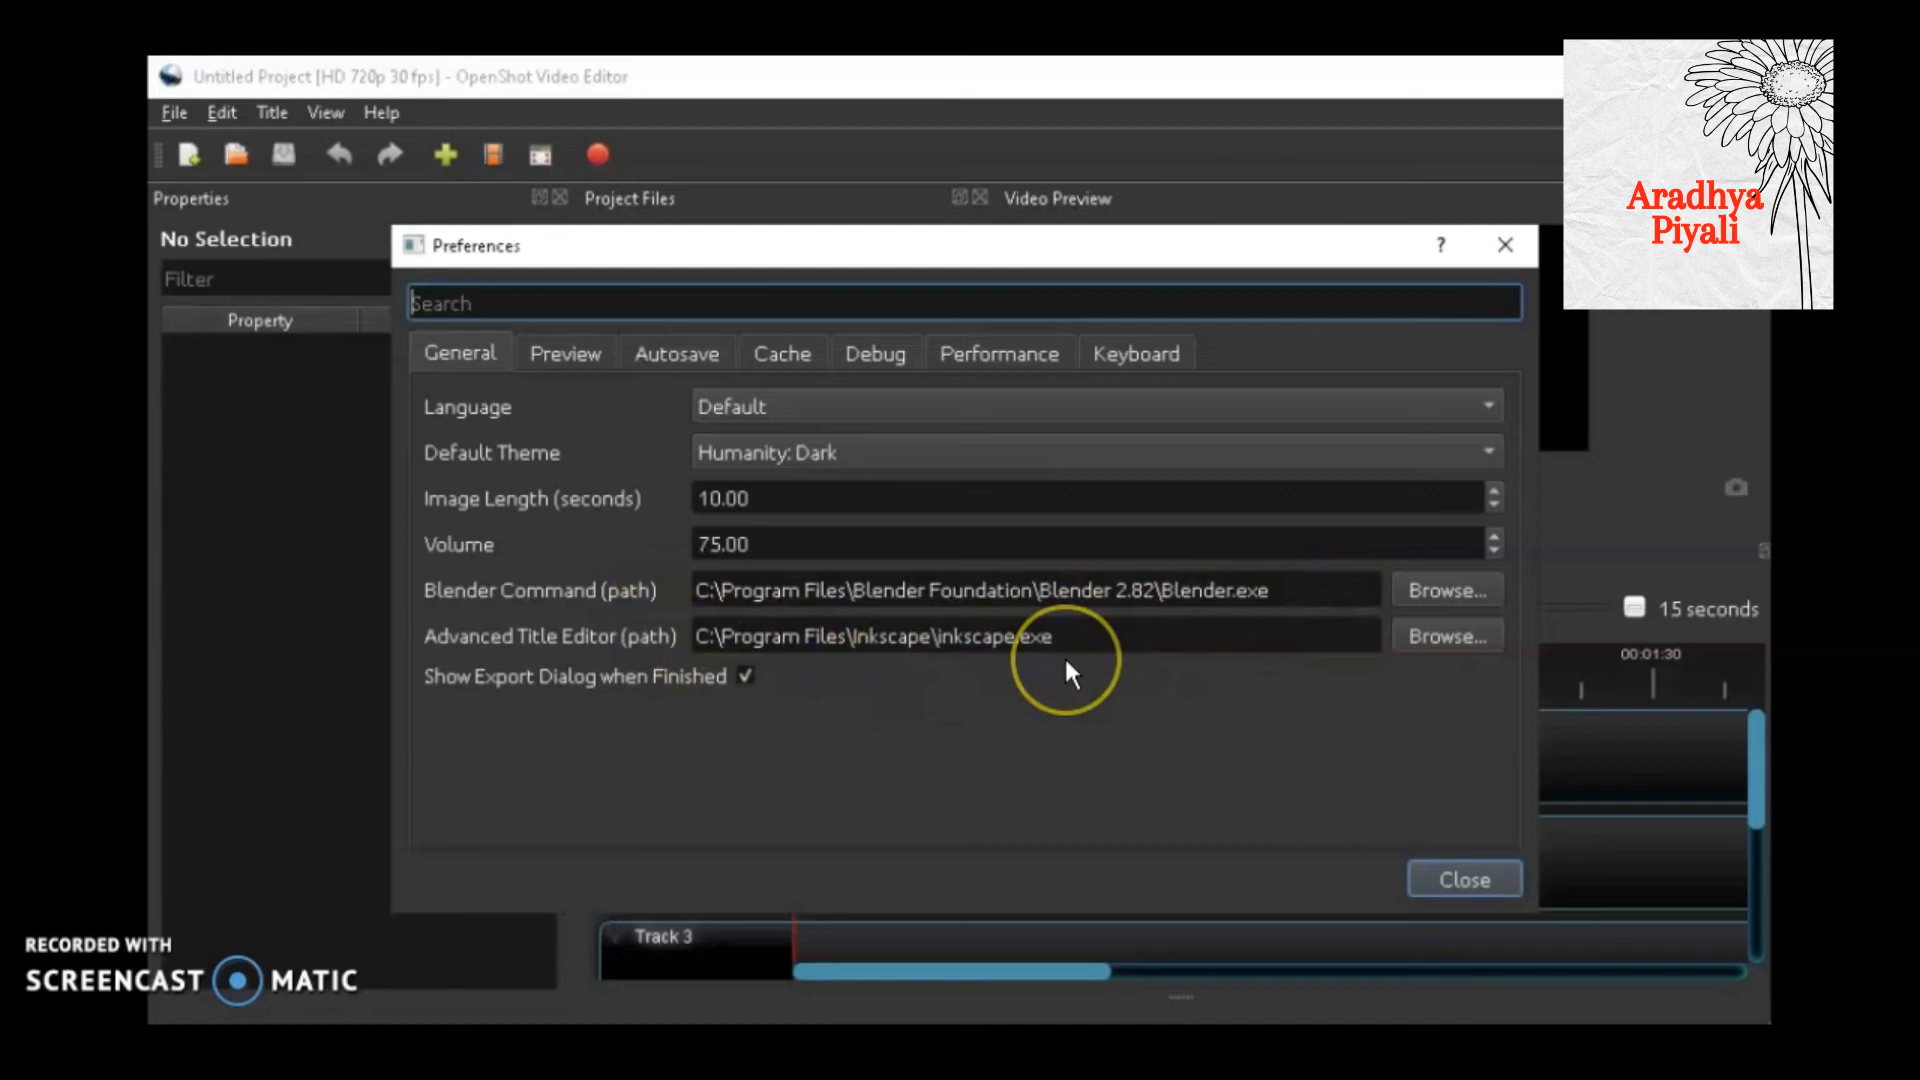 Untitled Project [HD 720p 30 fps] - OpenShot Video Editor
File Edit Title View Help
Properties
Project Files
Video Preview
No Selection
Filter
Property
Preferences
?
Search
General Preview Autosave Cache Debug Performance Keyboard
Language Default
Default Theme Humanity: Dark
Image Length (seconds) 10.00
Volume 75.00
Blender Command (path) C:\Program Files\Blender Foundation\Blender 2.82\Blender.exe Browse...
Advanced Title Editor (path) C:\Program Files\Inkscape\inkscape.exe Browse...
Show Export Dialog when Finished
Close
15 seconds
00:01:30
Track 3
Aradhya
Piyali
RECORDED WITH
SCREENCAST MATIC